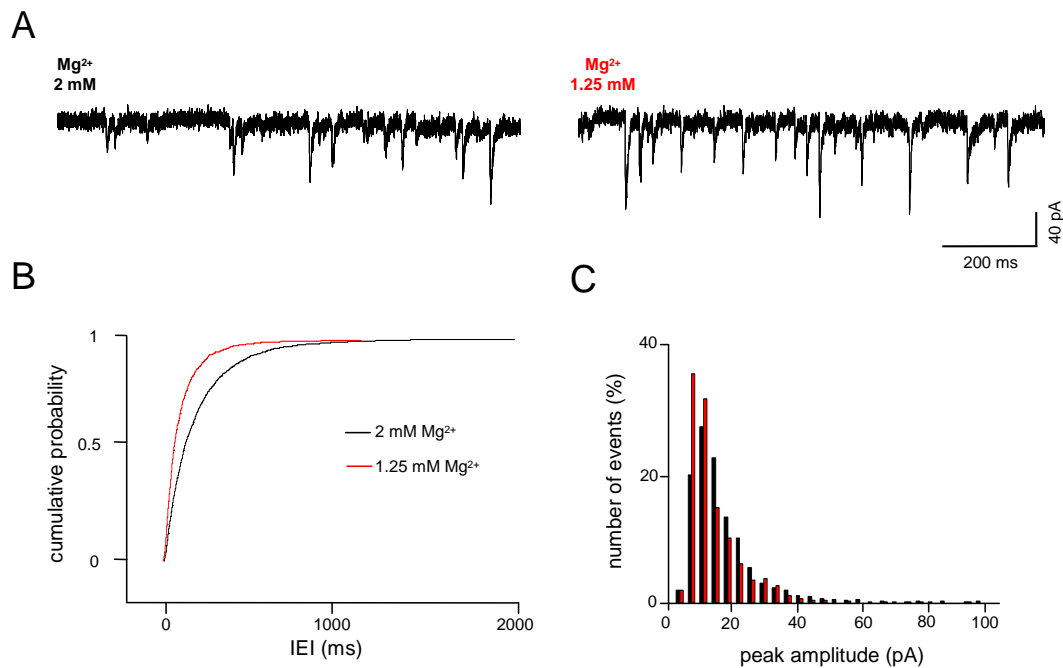 A
Mg²⁺
2 mM
Mg²⁺
1.25 mM
40 pA
200 ms
B
1
0.5
0
cumulative probability
2 mM Mg²⁺
1.25 mM Mg²⁺
0
1000
2000
IEI (ms)
C
40
20
0
number of events (%)
0
20
40
60
80
100
peak amplitude (pA)